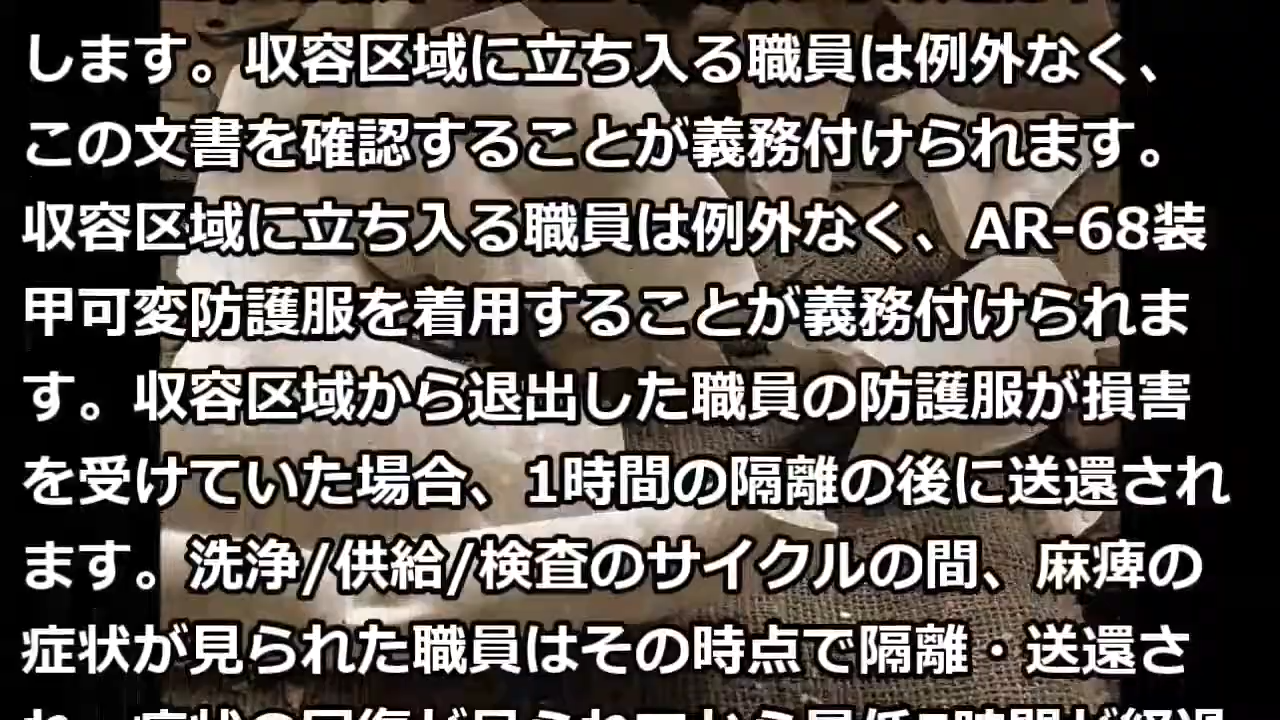 します。収容区域に立ち入る職員は例外なく、
この文書を確認することが義務付けられます。
収容区域に立ち入る職員は例外なく、AR-68装
甲可変防護服を着用することが義務付けられま
す。収容区域から退出した職員の防護服が損害
を受けていた場合、1時間の隔離の後に送還され
ます。洗浄/供給/検査のサイクルの間、麻痺の
症状が見られた職員はその時点で隔離・送還さ